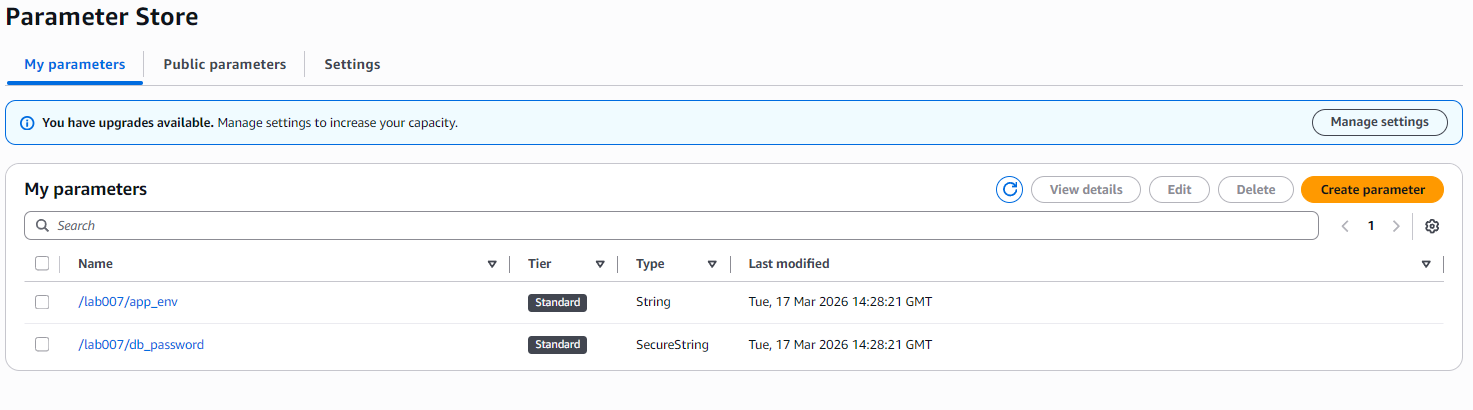 Parameter Store
My parameters Public parameters Settings
You have upgrades available. Manage settings to increase your capacity. Manage settings
My parameters View details Edit Delete Create parameter
Search 1
Name Tier Type Last modified
/lab007/app_env Standard String Tue, 17 Mar 2026 14:28:21 GMT
/lab007/db_password Standard SecureString Tue, 17 Mar 2026 14:28:21 GMT